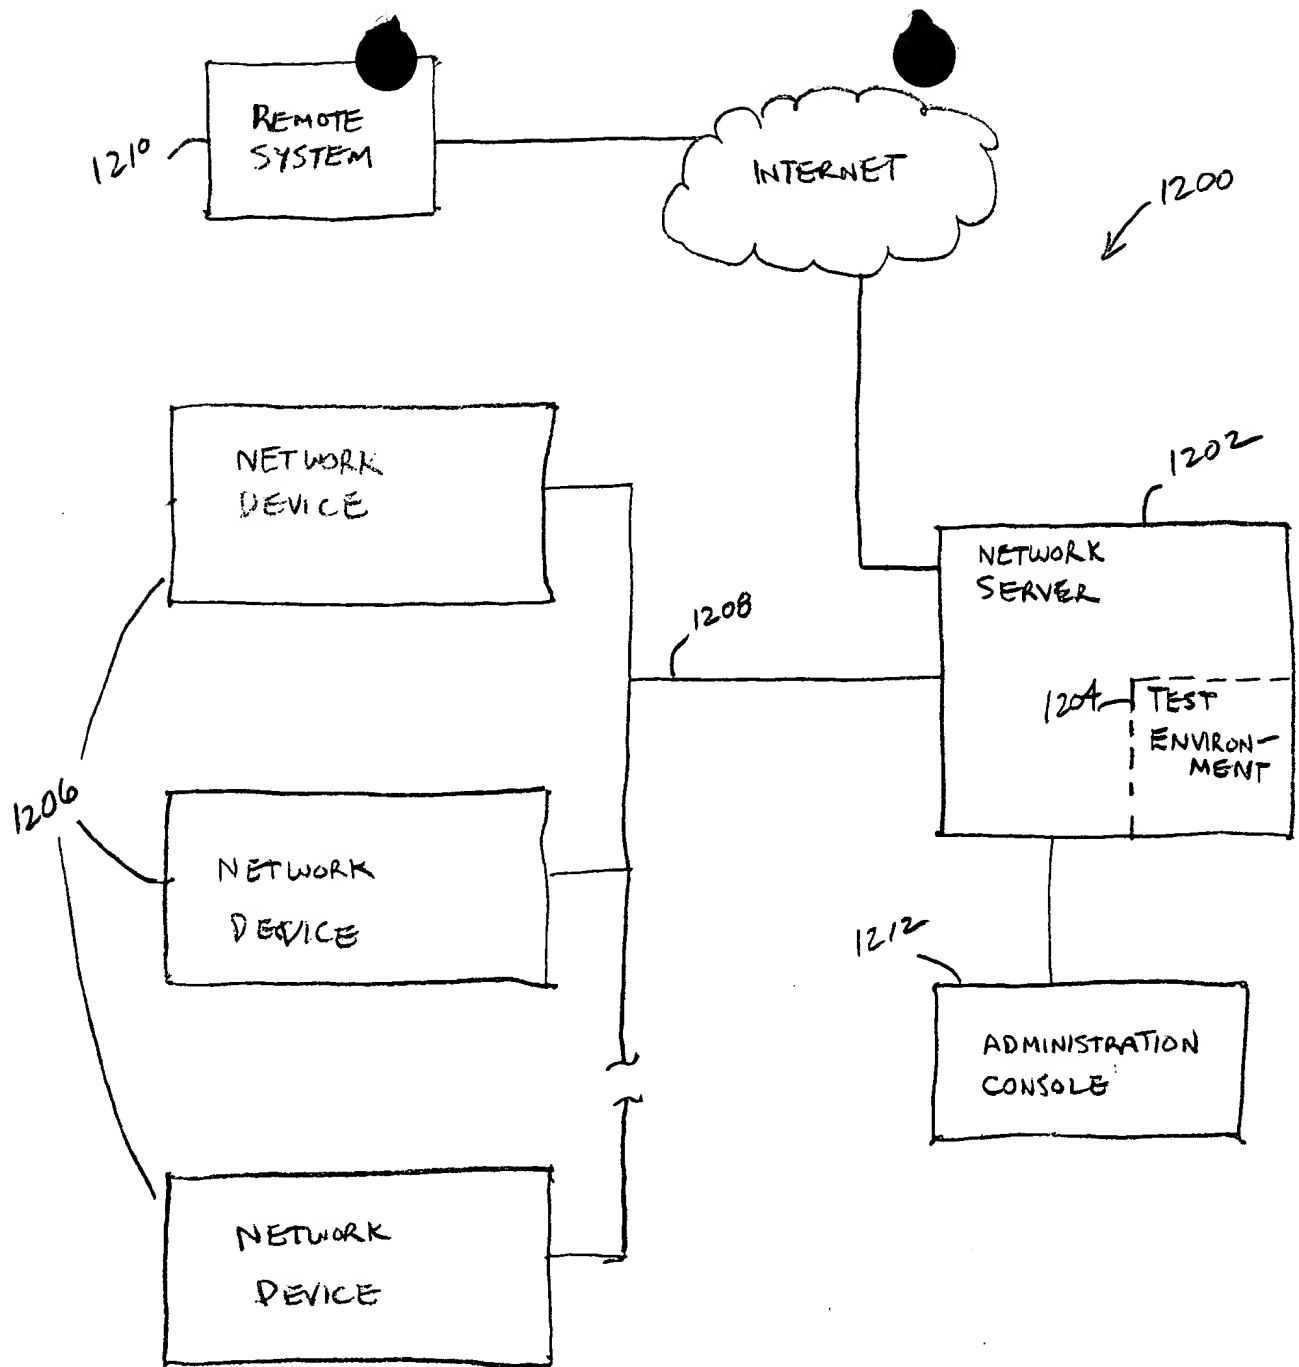 REMOTE
SYSTEM
1210
INTERNET
1200
NETWORK
DEVICE
1202
NETWORK
SERVER
1208
1204
TEST
ENVIRON-
MENT
1206
NETWORK
DEVICE
1212
ADMINISTRATION
CONSOLE
NETWORK
DEVICE